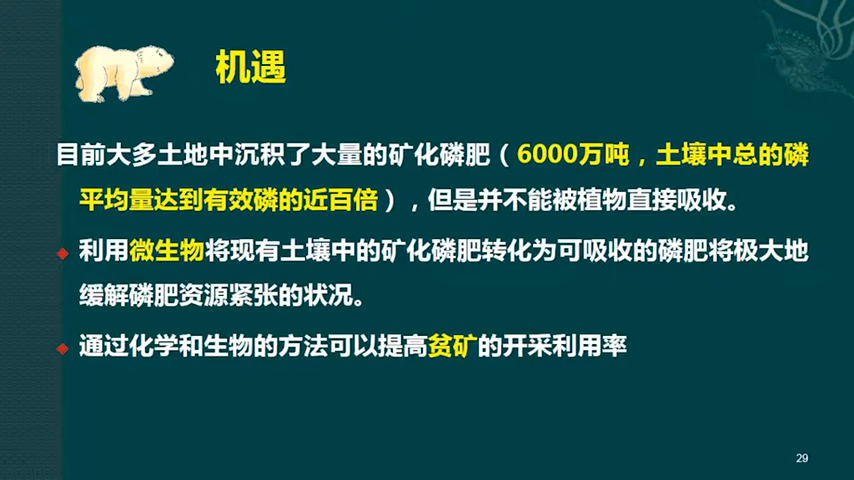 机遇
目前大多土地中沉积了大量的矿化磷肥（6000万吨，土壤中总的磷
平均量达到有效磷的近百倍），但是并不能被植物直接吸收。
利用微生物将现有土壤中的矿化磷肥转化为可吸收的磷肥将极大地
缓解磷肥资源紧张的状况。
通过化学和生物的方法可以提高贫矿的开采利用率
29